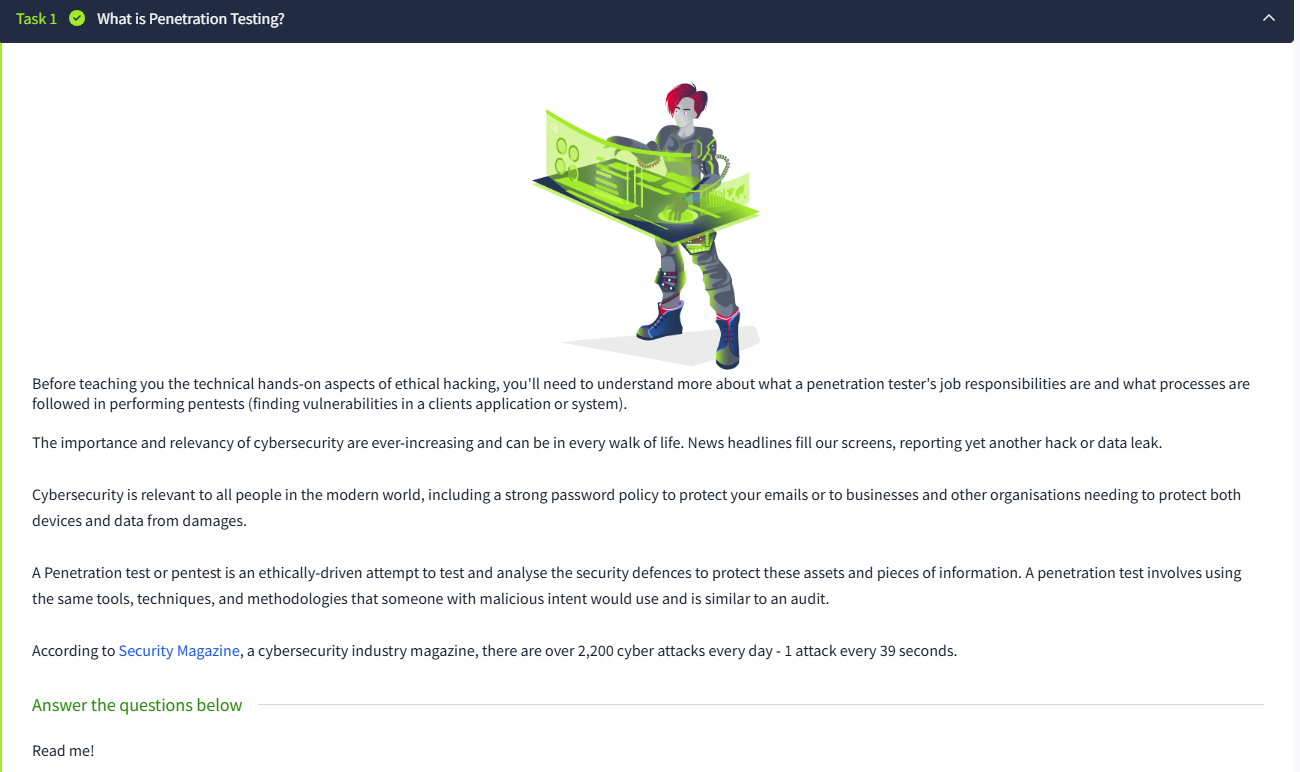 Task 1 What is Penetration Testing?
Before teaching you the technical hands-on aspects of ethical hacking, you'll need to understand more about what a penetration tester's job responsibilities are and what processes are
followed in performing pentests (finding vulnerabilities in a clients application or system).
The importance and relevancy of cybersecurity are ever-increasing and can be in every walk of life. News headlines fill our screens, reporting yet another hack or data leak.
Cybersecurity is relevant to all people in the modern world, including a strong password policy to protect your emails or to businesses and other organisations needing to protect both
devices and data from damages.
A Penetration test or pentest is an ethically-driven attempt to test and analyse the security defences to protect these assets and pieces of information. A penetration test involves using
the same tools, techniques, and methodologies that someone with malicious intent would use and is similar to an audit.
According to Security Magazine, a cybersecurity industry magazine, there are over 2,200 cyber attacks every day - 1 attack every 39 seconds.
Answer the questions below
Read me!